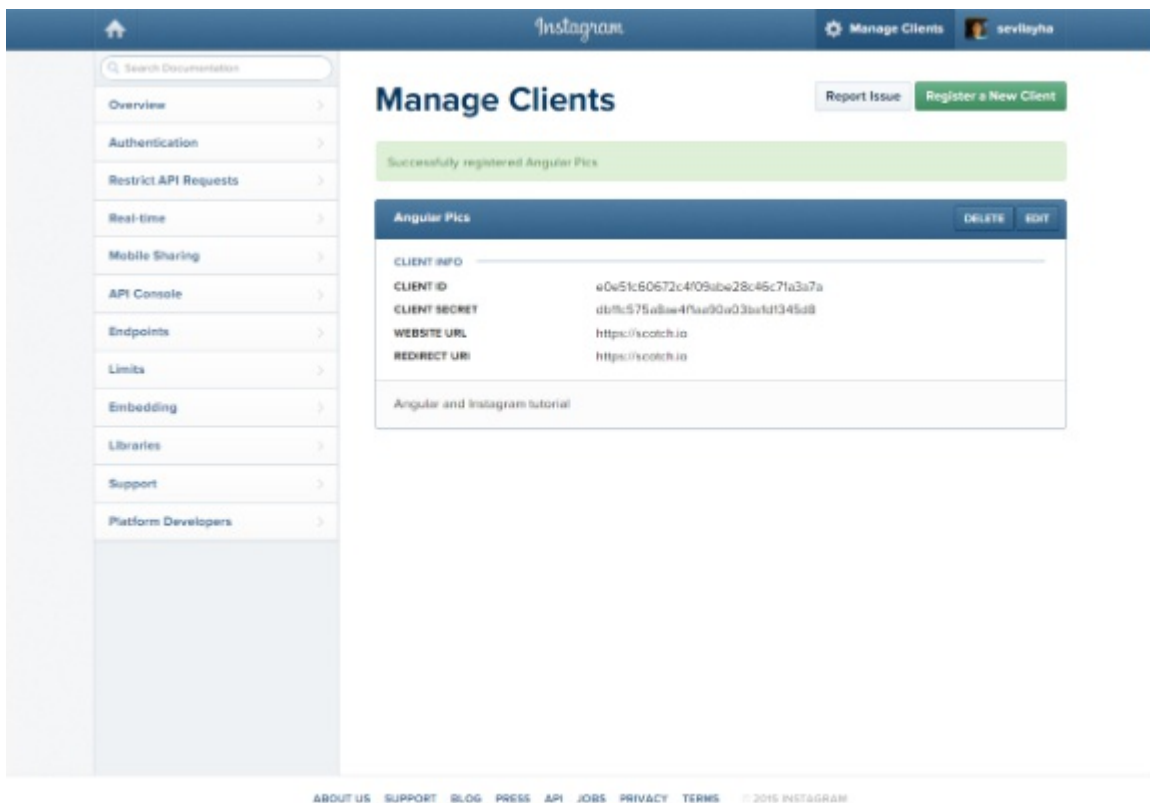 Instagram
Manage Clients
sevilayha
Search Documentation
Overview
Authentication
Restrict API Requests
Real-time
Mobile Sharing
API Console
Endpoints
Limits
Embedding
Libraries
Support
Platform Developers
Manage Clients
Report Issue
Register a New Client
Successfully registered Angular Pics
Angular Pics
DELETE
EDIT
CLIENT INFO
CLIENT ID
CLIENT SECRET
WEBSITE URL https://scotch.io
REDIRECT URI https://scotch.io
Angular and Instagram tutorial
ABOUT US SUPPORT BLOG PRESS API JOBS PRIVACY TERMS © 2015 INSTAGRAM